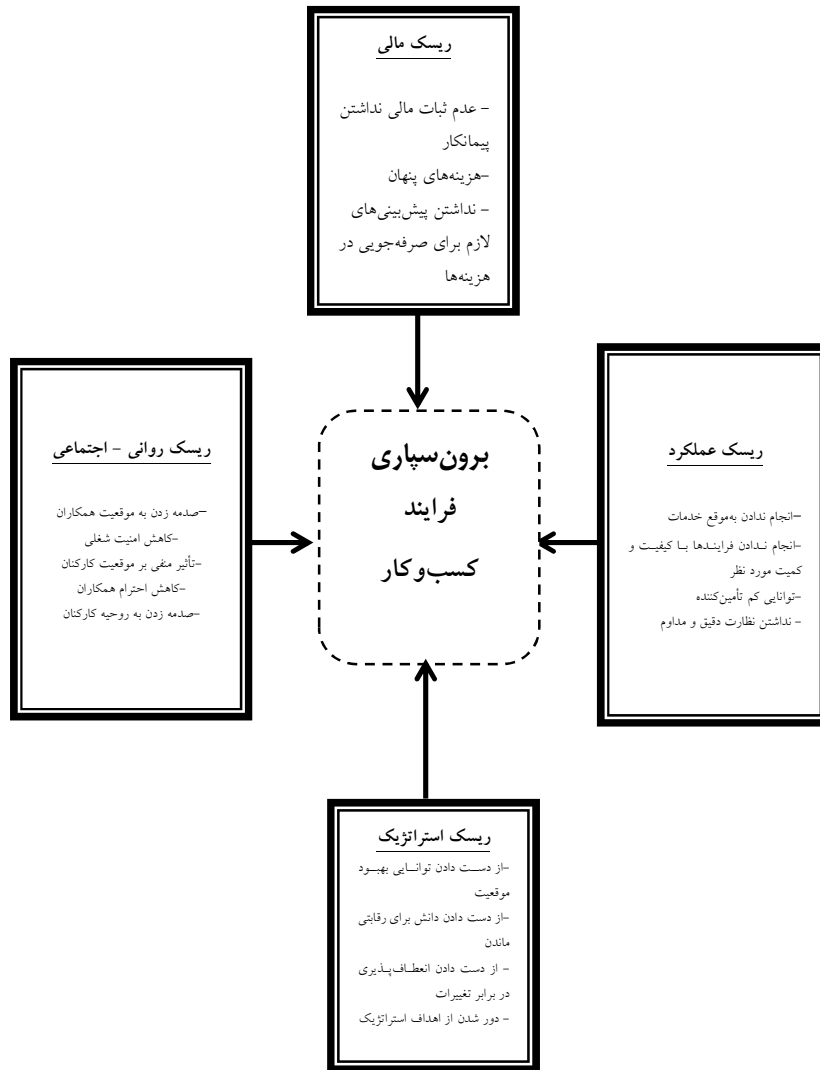 ریسک مالی
- عدم ثبات مالی نداشتن
پیمانکار
-هزینه‌های پنهان
- نداشتن پیش‌بینی‌های
لازم برای صرفه‌جویی در
هزینه‌ها
ریسک عملکرد
-انجام ندادن به‌موقع خدمات
-انجام ندادن فرایندها با کیفیت و
کمیت مورد نظر
-توانایی کم تأمین‌کننده
- نداشتن نظارت دقیق و مداوم
برون‌سپاری
فرایند
کسب‌وکار
ریسک روانی - اجتماعی
-صدمه زدن به موقعیت همکاران
-کاهش امنیت شغلی
-تأثیر منفی بر موقعیت کارکنان
-کاهش احترام همکاران
-صدمه زدن به روحیه کارکنان
ریسک استراتژیک
-از دست دادن توانایی بهبود
موقعیت
-از دست دادن دانش برای رقابتی
ماندن
- از دست دادن انعطاف‌پذیری
در برابر تغییرات
- دور شدن از اهداف استراتژیک